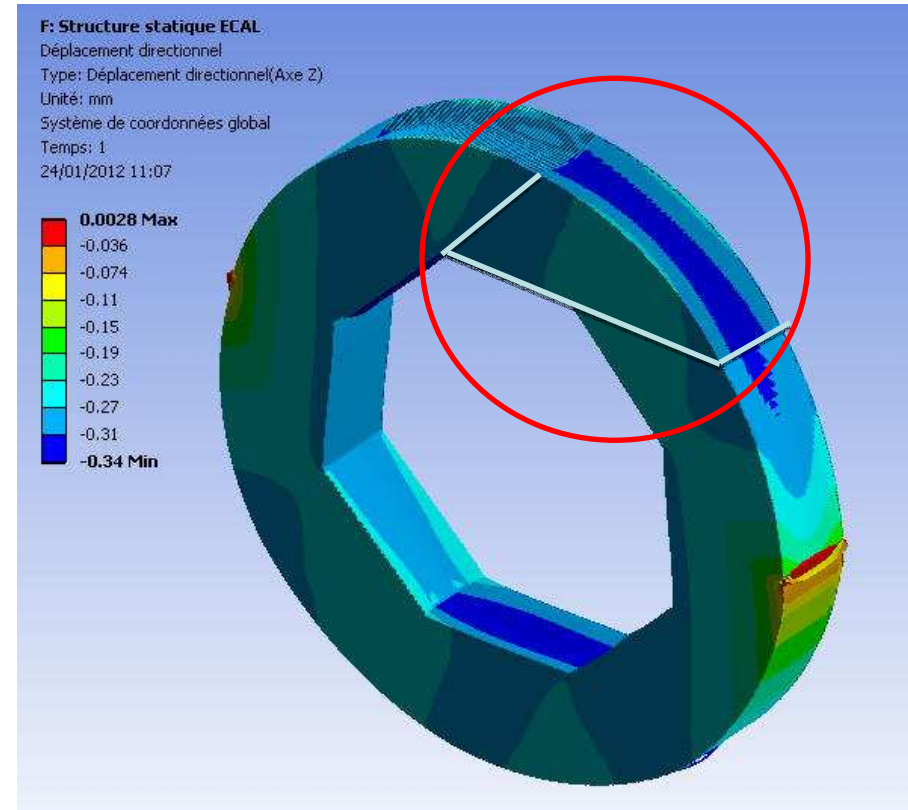 F: Structure statique ECAL
Déplacement directionnel
Type: Déplacement directionnel(Axe Z)
Unité: mm
Système de coordonnées global
Temps: 1
24/01/2012 11:07
0.0028 Max
-0.036
-0.074
-0.11
-0.15
-0.19
-0.23
-0.27
-0.31
-0.34 Min